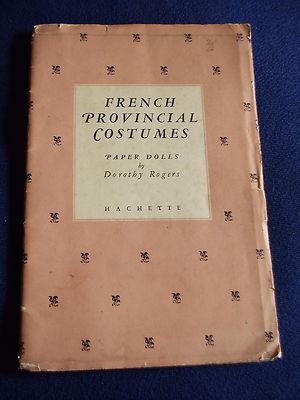 FRENCH
PROVINCIAL
COSTUMES
PAPER DOLLS
by
Dorothy Rogers
HACHETTE